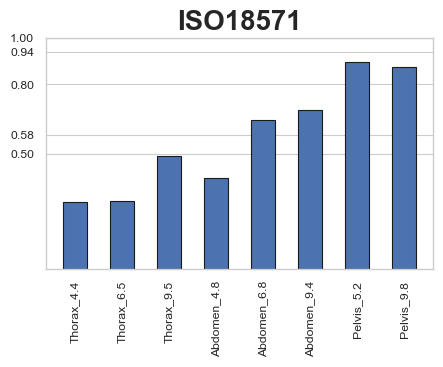 ISO18571
1.00
0.94
0.80
0.58
0.50
Thorax_4.4
Thorax_6.5
Thorax_9.5
Abdomen_4.8
Abdomen_6.8
Abdomen_9.4
Pelvis_5.2
Pelvis_9.8